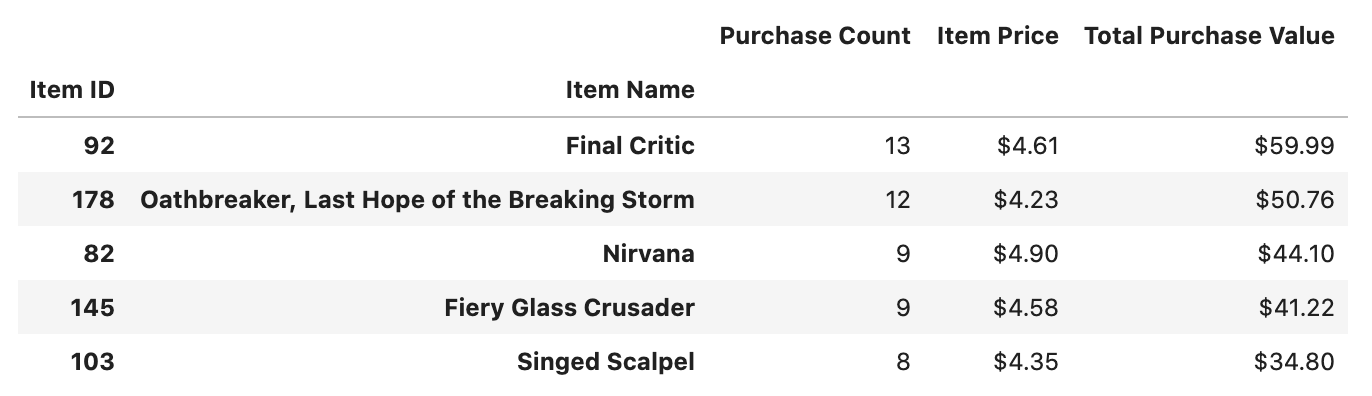 Purchase Count Item Price Total Purchase Value
Item ID Item Name
92 Final Critic 13 $4.61 $59.99
178 Oathbreaker, Last Hope of the Breaking Storm 12 $4.23 $50.76
82 Nirvana 9 $4.90 $44.10
145 Fiery Glass Crusader 9 $4.58 $41.22
103 Singed Scalpel 8 $4.35 $34.80